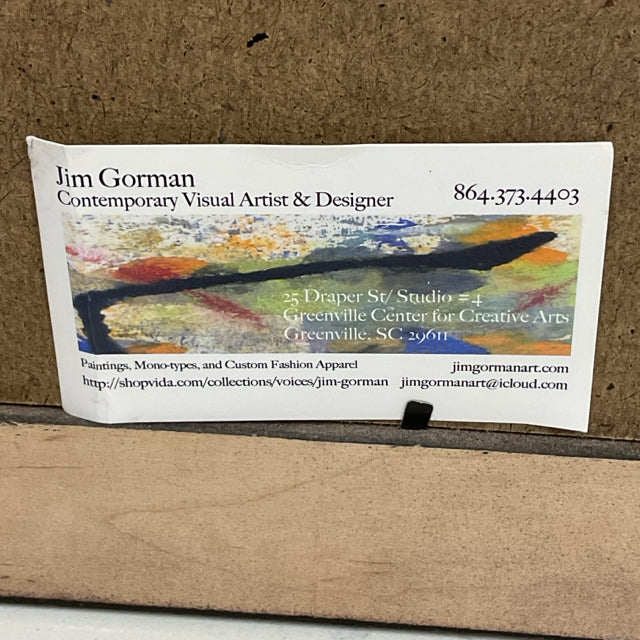 Jim Gorman
Contemporary Visual Artist & Designer
864.373.4403
25 Draper St/ Studio #4
Greenville Center for Creative Arts
Greenville, SC 29611
Paintings, Mono-types, and Custom Fashion Apparel
jimgormanart.com
http://shopvida.com/collections/voices/jim-gorman
jimgormanart@icloud.com